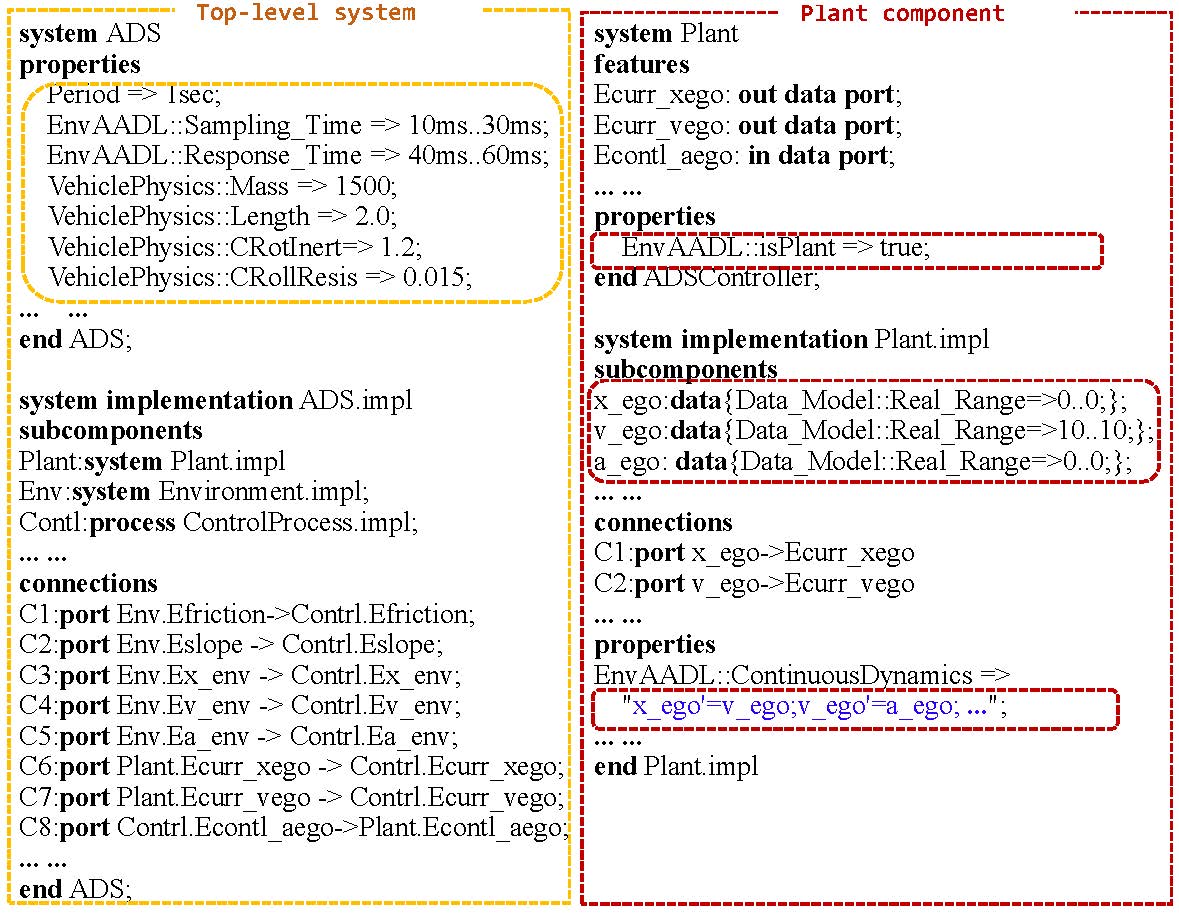 Top-level system
system ADS
properties
Period => 1sec;
EnvAADL::Sampling_Time => 10ms..30ms;
EnvAADL::Response_Time => 40ms..60ms;
VehiclePhysics::Mass => 1500;
VehiclePhysics::Length => 2.0;
VehiclePhysics::CRotInert=> 1.2;
VehiclePhysics::CRollResis => 0.015;
... ...
end ADS;
system implementation ADS.impl
subcomponents
Plant:system Plant.impl
Env:system Environment.impl;
Contl:process ControlProcess.impl;
... ...
connections
C1:port Env.Efriction->Contrl.Efriction;
C2:port Env.Eslope -> Contrl.Eslope;
C3:port Env.Ex_env -> Contrl.Ex_env;
C4:port Env.Ev_env -> Contrl.Ev_env;
C5:port Env.Ea_env -> Contrl.Ea_env;
C6:port Plant.Ecurr_xego -> Contrl.Ecurr_xego;
C7:port Plant.Ecurr_vego -> Contrl.Ecurr_vego;
C8:port Contrl.Econtl_aego->Plant.Econtl_aego;
... ...
end ADS;
Plant component
system Plant
features
Ecurr_xego: out data port;
Ecurr_vego: out data port;
Econtl_aego: in data port;
... ...
properties
EnvAADL::isPlant => true;
end ADSController;
system implementation Plant.impl
subcomponents
x_ego:data{Data_Model::Real_Range=>0..0;};
v_ego:data{Data_Model::Real_Range=>10..10;};
a_ego: data{Data_Model::Real_Range=>0..0;};
... ...
connections
C1:port x_ego->Ecurr_xego
C2:port v_ego->Ecurr_vego
... ...
properties
EnvAADL::ContinuousDynamics =>
"x_ego'=v_ego;v_ego'=a_ego; ...";
... ...
end Plant.impl